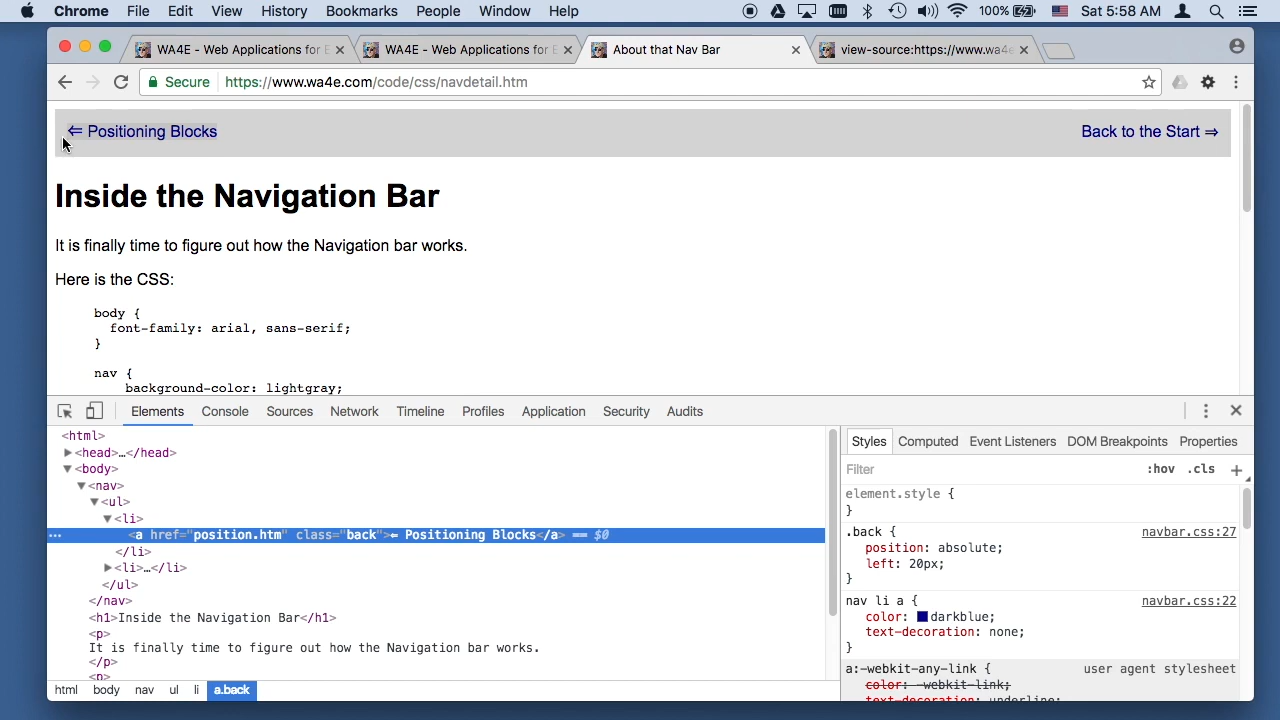 Chrome File Edit View History Bookmarks People Window Help 100% Sat 5:58 AM
WA4E - Web Applications for E WA4E - Web Applications for E About that Nav Bar view-source:https://www.wa4e
Secure https://www.wa4e.com/code/css/navdetail.htm
⇐ Positioning Blocks Back to the Start ⇒
Inside the Navigation Bar
It is finally time to figure out how the Navigation bar works.
Here is the CSS:
body {
font-family: arial, sans-serif;
}
nav {
background-color: lightgray;
Elements Console Sources Network Timeline Profiles Application Security Audits
<html>
▶<head>…</head>
▼<body>
▼<nav>
▼<ul>
▼<li>
… <a href="position.htm" class="back">⇐ Positioning Blocks</a> == $0
</li>
▶<li>…</li>
</ul>
</nav>
<h1>Inside the Navigation Bar</h1>
<p>
It is finally time to figure out how the Navigation bar works.
</p>
<p>
html body nav ul li a.back
Styles Computed Event Listeners DOM Breakpoints Properties
Filter :hov .cls +
element.style {
}
.back { navbar.css:27
position: absolute;
left: 20px;
}
nav li a { navbar.css:22
color: darkblue;
text-decoration: none;
}
a:-webkit-any-link { user agent stylesheet
color: -webkit-link;
text-decoration: underline;